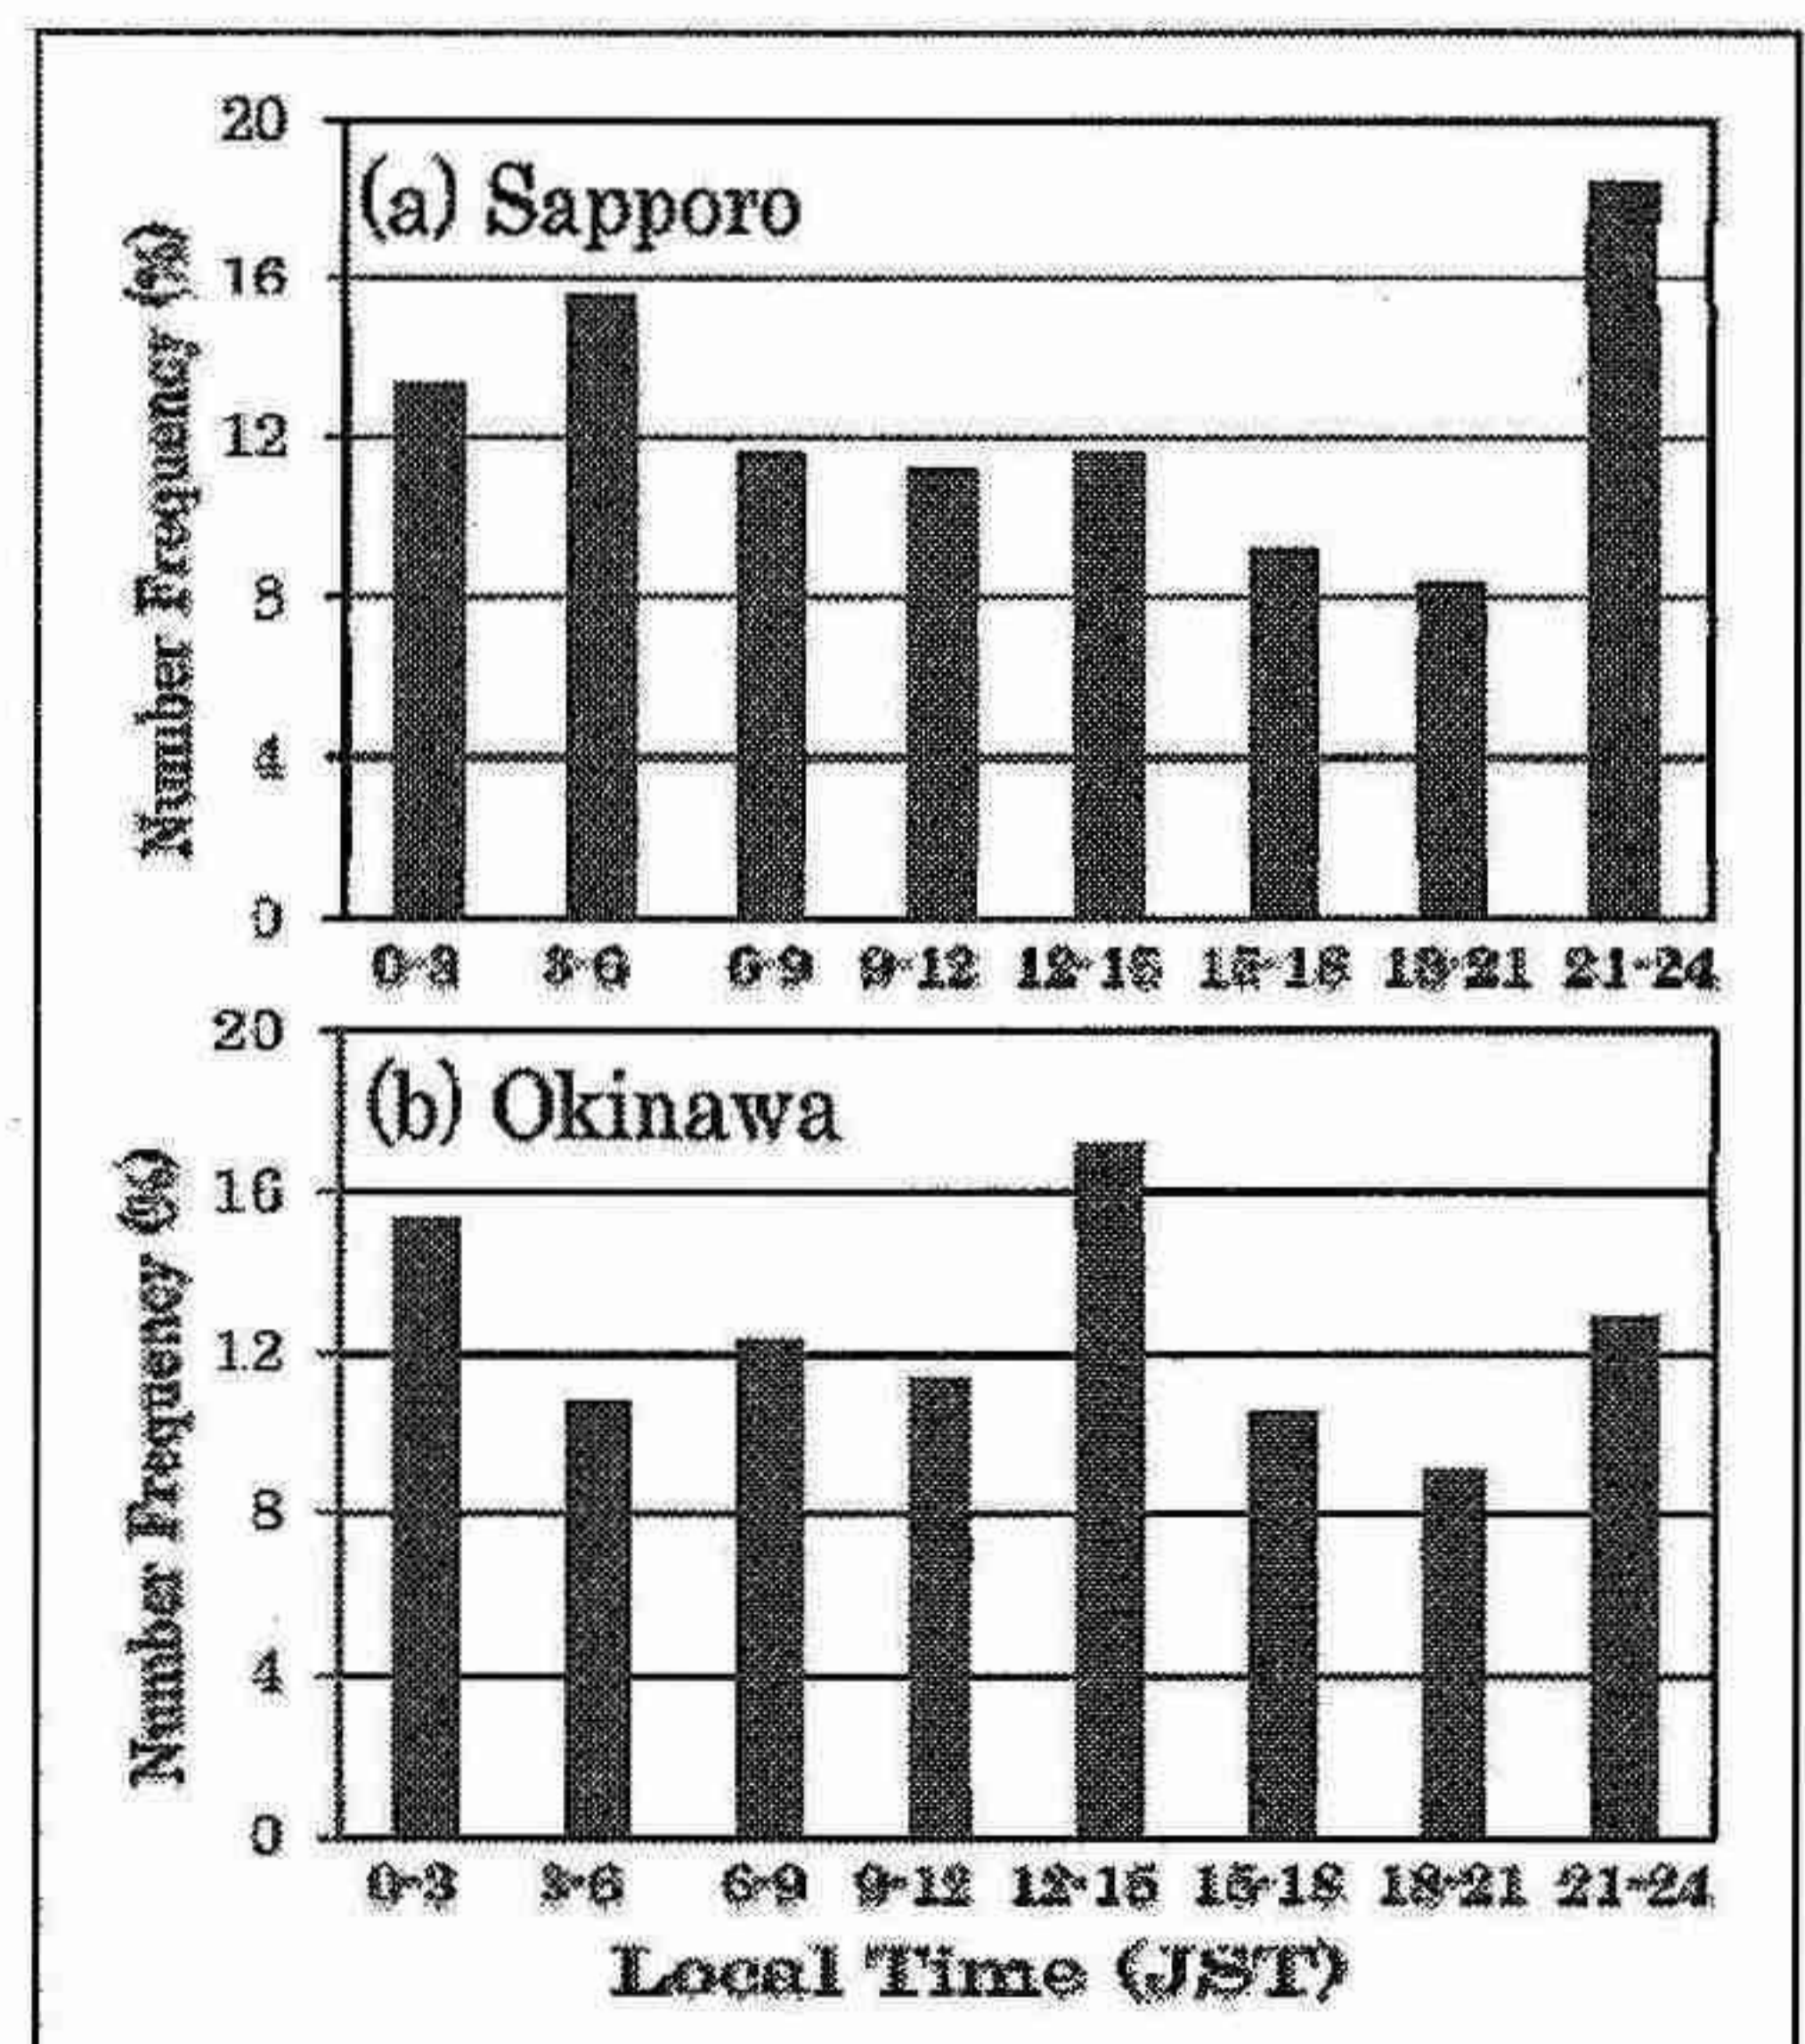 20
(a) Sapporo
16
12
8
4
0
Number Frequency (%)
0-3 3-6 6-9 9-12 12-15 15-18 18-21 21-24
20
(b) Okinawa
16
12
8
4
0
Number Frequency (%)
0-3 3-6 6-9 9-12 12-15 15-18 18-21 21-24
Local Time (JST)